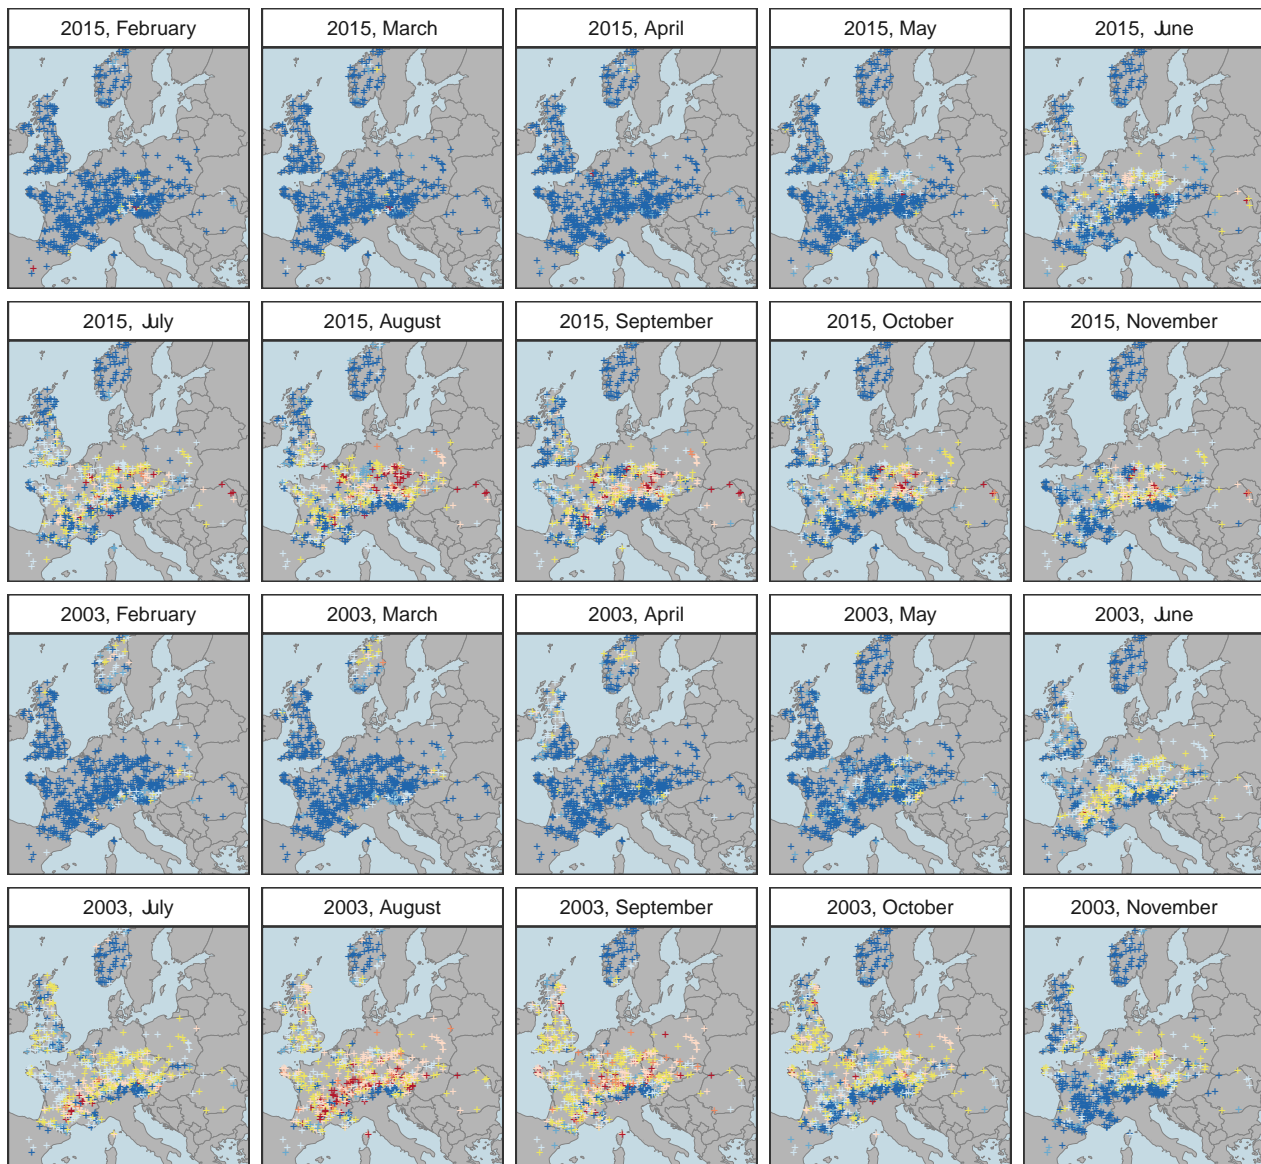 2015, February
2015, March
2015, April
2015, May
2015, June
2015, July
2015, August
2015, September
2015, October
2015, November
2003, February
2003, March
2003, April
2003, May
2003, June
2003, July
2003, August
2003, September
2003, October
2003, November